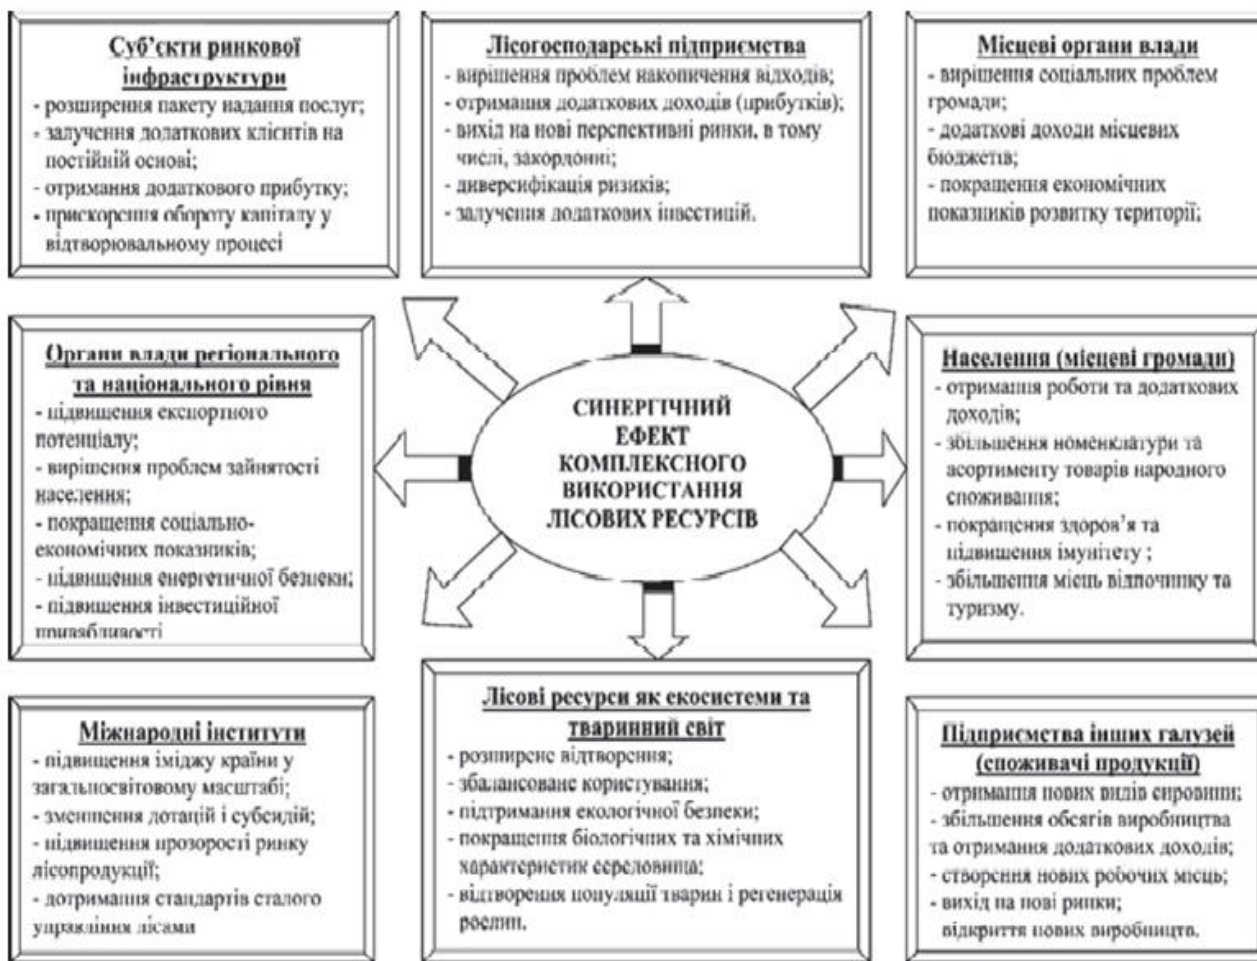 Суб’єкти ринкової
інфраструктури
- розширення пакету надання послуг;
- залучення додаткових клієнтів на
постійній основі;
- отримання додаткового прибутку;
- прискорення обороту капіталу у
відтворювальному процесі
Лісогосподарські підприємства
- вирішення проблем накопичення відходів;
- отримання додаткових доходів (прибутків);
- вихід на нові перспективні ринки, в тому
числі, закордонні;
- диверсифікація ризиків;
- залучення додаткових інвестицій.
Місцеві органи влади
- вирішення соціальних проблем
громади;
- додаткові доходи місцевих
бюджетів;
- покращення економічних
показників розвитку території;
Органи влади регіонального
та національного рівня
- підвищення експортного
потенціалу;
- вирішення проблем зайнятості
населення;
- покращення соціально-
економічних показників;
- підвищення енергетичної безпеки;
- підвищення інвестиційної
привабливості
СИНЕРГІЧНИЙ
ЕФЕКТ
КОМПЛЕКСНОГО
ВИКОРИСТАННЯ
ЛІСОВИХ РЕСУРСІВ
Населення (місцеві громади)
- отримання роботи та додаткових
доходів;
- збільшення номенклатури та
асортименту товарів народного
споживання;
- покращення здоров’я та
підвищення імунітету ;
- збільшення місць відпочинку та
туризму.
Міжнародні інститути
- підвищення іміджу країни у
загальносвітовому масштабі;
- зменшення дотацій і субсидій;
- підвищення прозорості ринку
лісопродукції;
- дотримання стандартів сталого
управління лісами
Лісові ресурси як екосистеми та
тваринний світ
- розширене відтворення;
- збалансоване користування;
- підтримання екологічної безпеки;
- покращення біологічних та хімічних
характеристик середовища;
- відтворення популяції тварин і регенерація
рослин.
Підприємства інших галузей
(споживачі продукції)
- отримання нових видів сировини;
- збільшення обсягів виробництва
та отримання додаткових доходів;
- створення нових робочих місць;
- вихід на нові ринки;
відкриття нових виробництв.